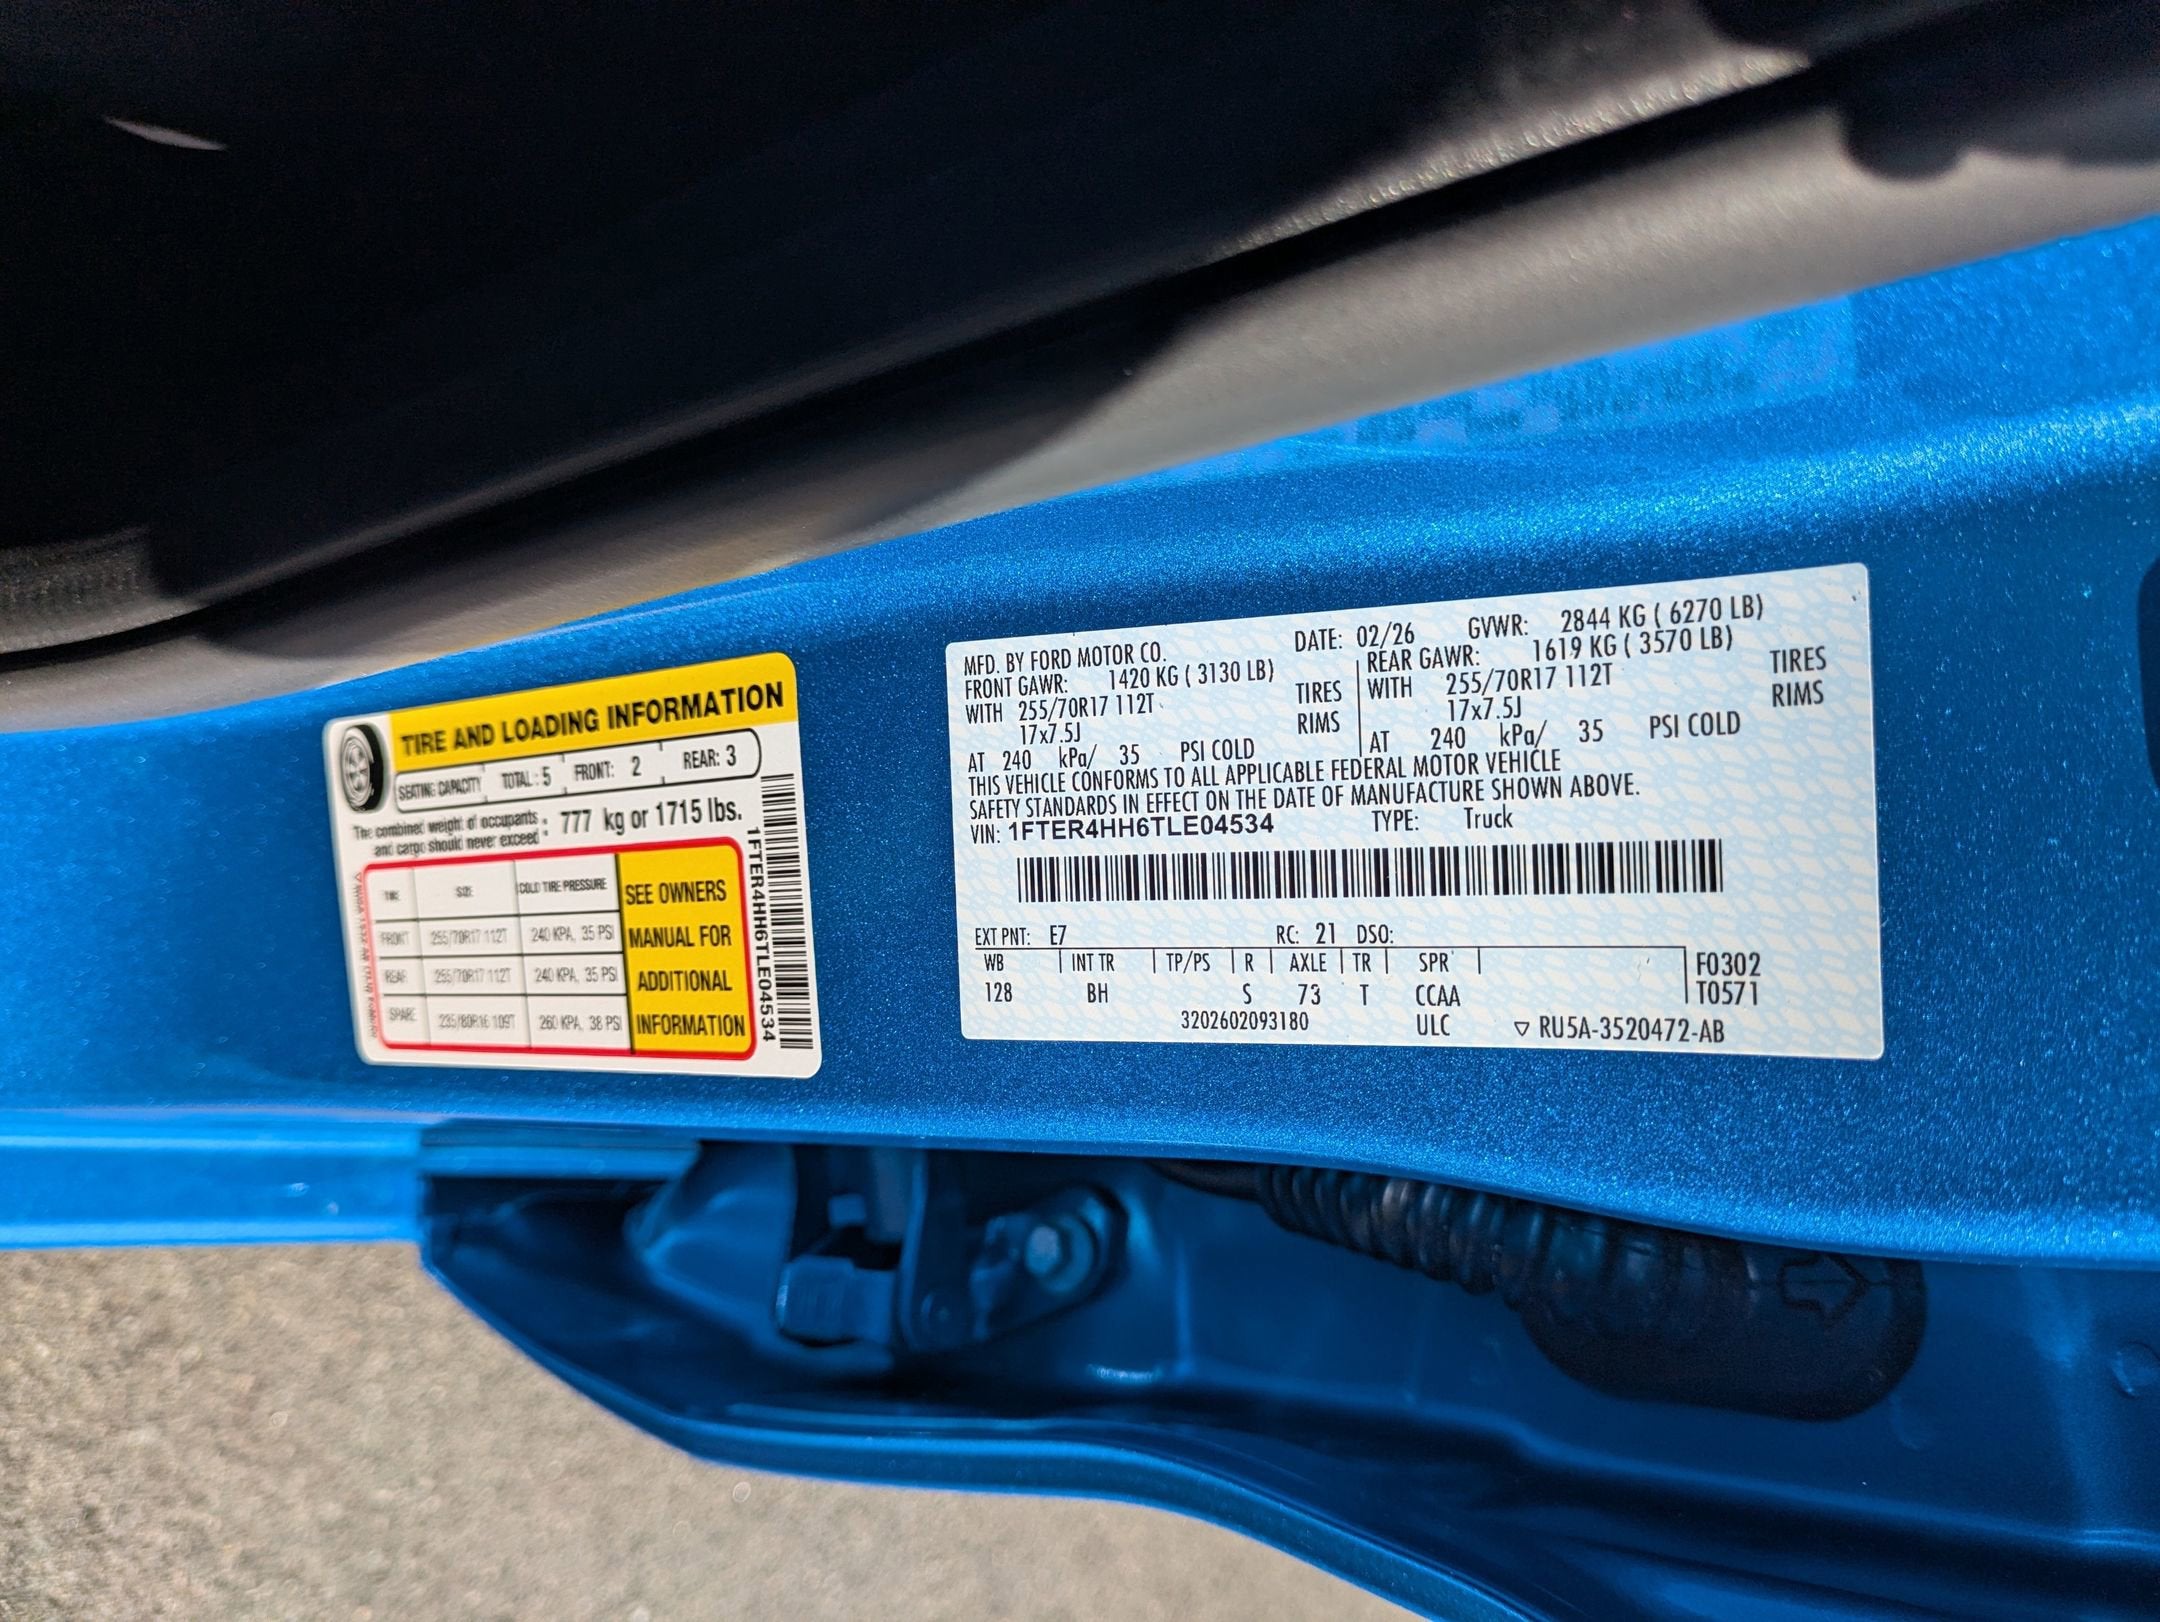 TIRE AND LOADING INFORMATION
SEATING CAPACITY TOTAL : 5 FRONT: 2 REAR: 3
The combined weight of occupants and cargo should never exceed : 777 kg or 1715 lbs.
TIRE SIZE COLD TIRE PRESSURE
FRONT 255/70R17 112T 240 KPA, 35 PSI
REAR 255/70R17 112T 240 KPA, 35 PSI
SPARE 235/80R16 109T 260 KPA, 38 PSI
SEE OWNERS
MANUAL FOR
ADDITIONAL
INFORMATION
1FTER4HH6TLE04534
MFD. BY FORD MOTOR CO. DATE: 02/26 GVWR: 2844 KG ( 6270 LB)
FRONT GAWR: 1420 KG ( 3130 LB) REAR GAWR: 1619 KG ( 3570 LB)
WITH 255/70R17 112T TIRES WITH 255/70R17 112T TIRES
17x7.5J RIMS 17x7.5J RIMS
AT 240 kPa/ 35 PSI COLD AT 240 kPa/ 35 PSI COLD
THIS VEHICLE CONFORMS TO ALL APPLICABLE FEDERAL MOTOR VEHICLE
SAFETY STANDARDS IN EFFECT ON THE DATE OF MANUFACTURE SHOWN ABOVE.
VIN: 1FTER4HH6TLE04534 TYPE: Truck
EXT PNT: E7 RC: 21 DSO:
WB INT TR TP/PS R AXLE TR SPR F0302
128 BH S 73 T CCAA T0571
3202602093180 ULC ▽ RU5A-3520472-AB